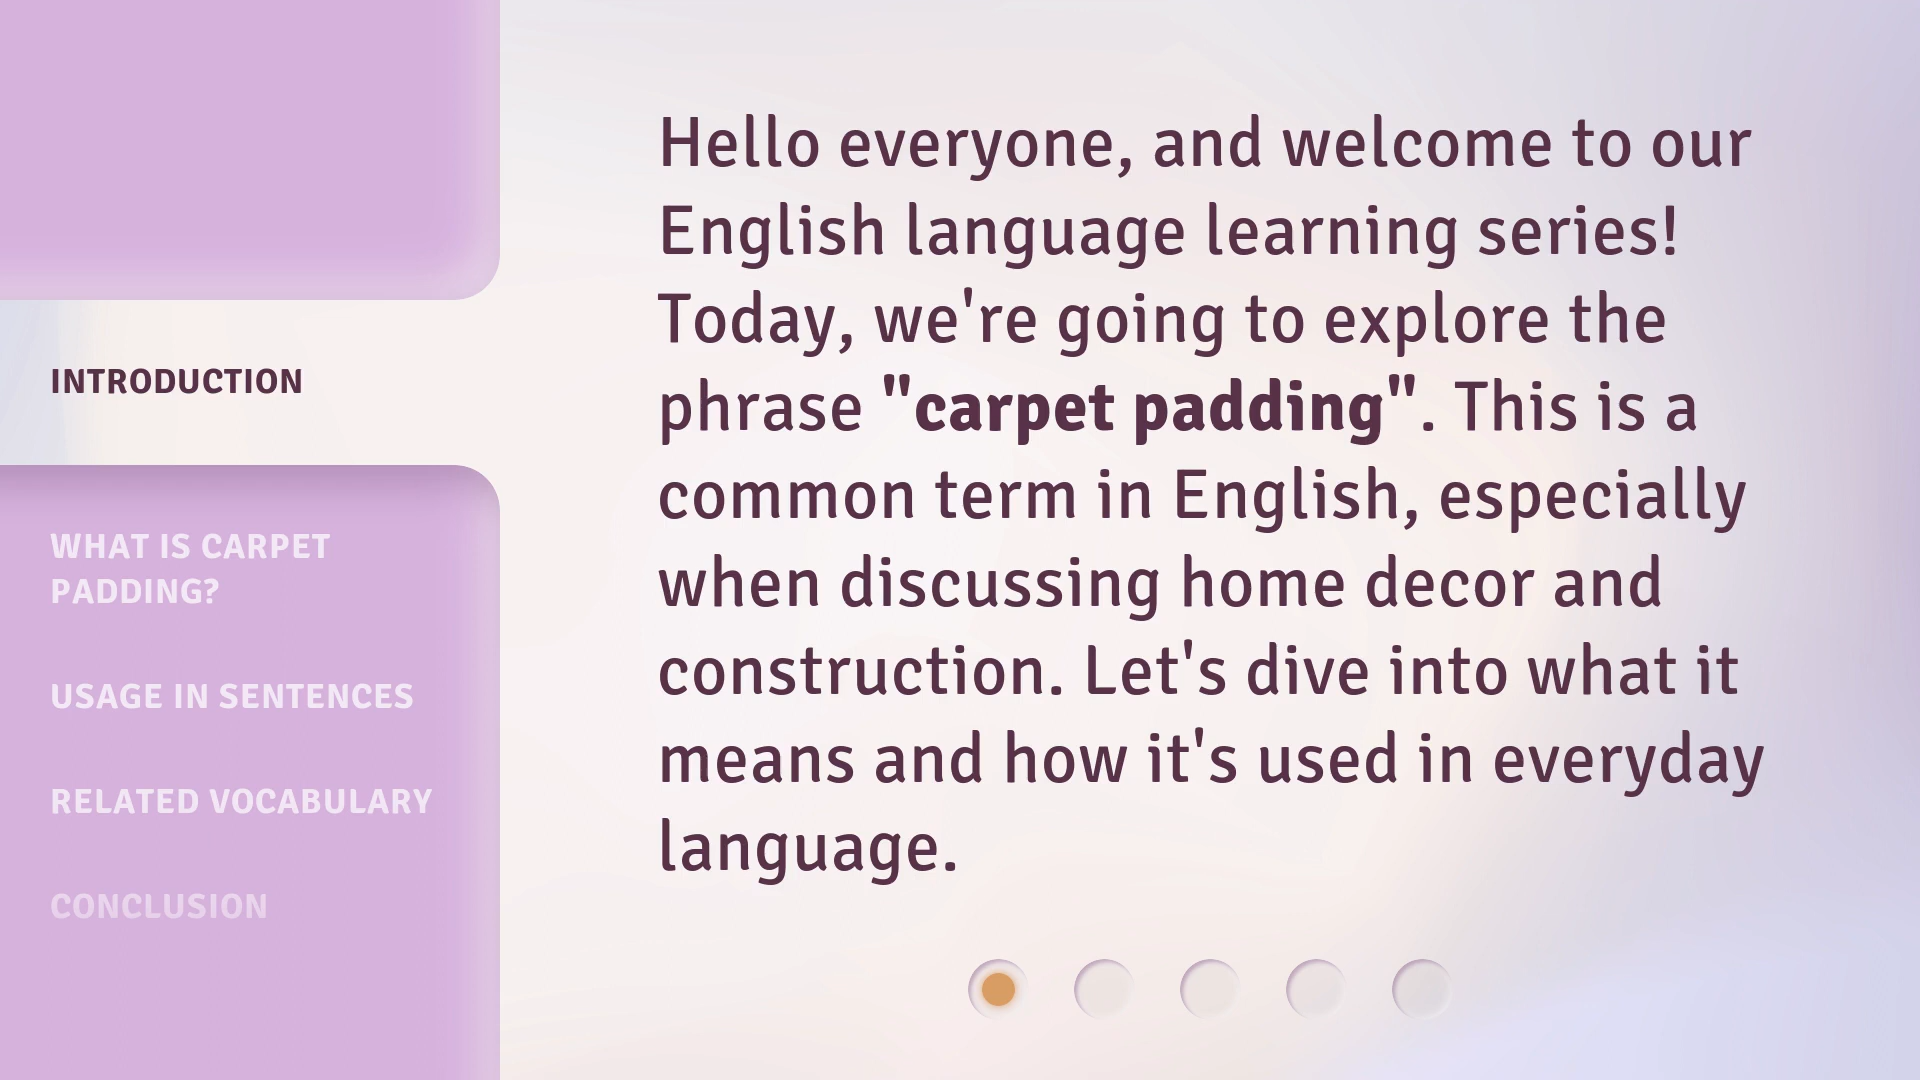 INTRODUCTION
WHAT IS CARPET
PADDING?
USAGE IN SENTENCES
RELATED VOCABULARY
CONCLUSION
Hello everyone, and welcome to our
English language learning series!
Today, we're going to explore the
phrase "carpet padding". This is a
common term in English, especially
when discussing home decor and
construction. Let's dive into what it
means and how it's used in everyday
language.